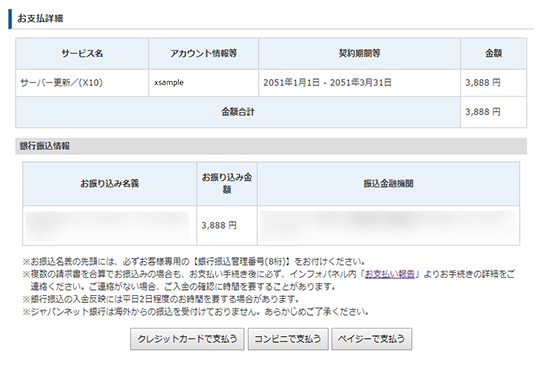 お支払詳細
サービス名 アカウント情報等 契約期間等 金額
サーバー更新／(X10) xsample 2051年1月1日 - 2051年3月31日 3,888 円
金額合計 3,888 円
銀行振込情報
お振り込み名義 お振り込み金額 振込金融機関
3,888 円
※お振込名義の先頭には、必ずお客様専用の【銀行振込管理番号(8桁)】をお付けください。
※複数の請求書を合算でお振込みの場合も、お支払い手続き後に必ず、インフォパネル内「お支払い報告」よりお手続きの詳細をご
連絡ください。ご連絡がない場合、ご入金の確認に時間を要することがあります。
※銀行振込の入金反映には平日2日程度のお時間を要する場合があります。
※ジャパンネット銀行は海外からの振込を受付けておりません。あらかじめご了承ください。
クレジットカードで支払う コンビニで支払う ペイジーで支払う